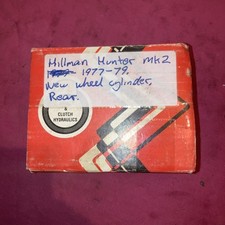 Hillman Hunter mk2
1977-79.
New wheel cylinder,
Rear.
&
CLUTCH
HYDRAULICS